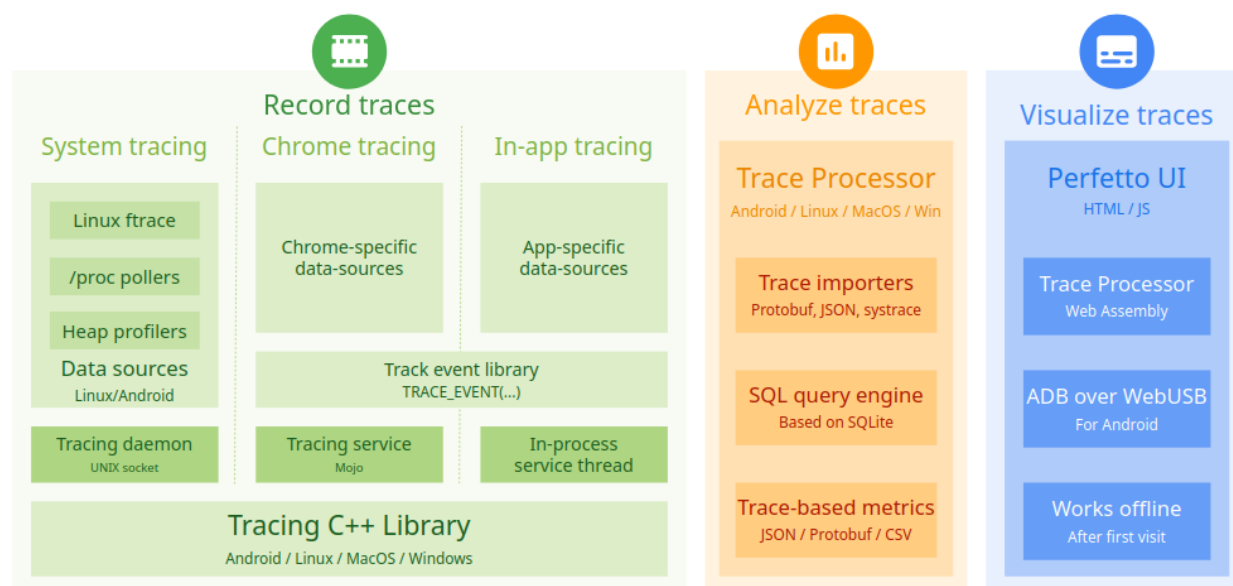 Record traces
System tracing
Linux ftrace
/proc pollers
Heap profilers
Data sources
Linux/Android
Tracing daemon
UNIX socket
Chrome tracing
Chrome-specific
data-sources
In-app tracing
App-specific
data-sources
Track event library
TRACE_EVENT(...)
Tracing service
Mojo
In-process
service thread
Tracing C++ Library
Android / Linux / MacOS / Windows
Analyze traces
Trace Processor
Android / Linux / MacOS / Win
Trace importers
Protobuf, JSON, systrace
SQL query engine
Based on SQLite
Trace-based metrics
JSON / Protobuf / CSV
Visualize traces
Perfetto UI
HTML / JS
Trace Processor
Web Assembly
ADB over WebUSB
For Android
Works offline
After first visit